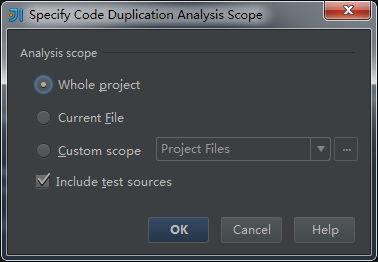 Specify Code Duplication Analysis Scope
Analysis scope
Whole project
Current File
Custom scope Project Files ...
Include test sources
OK Cancel Help